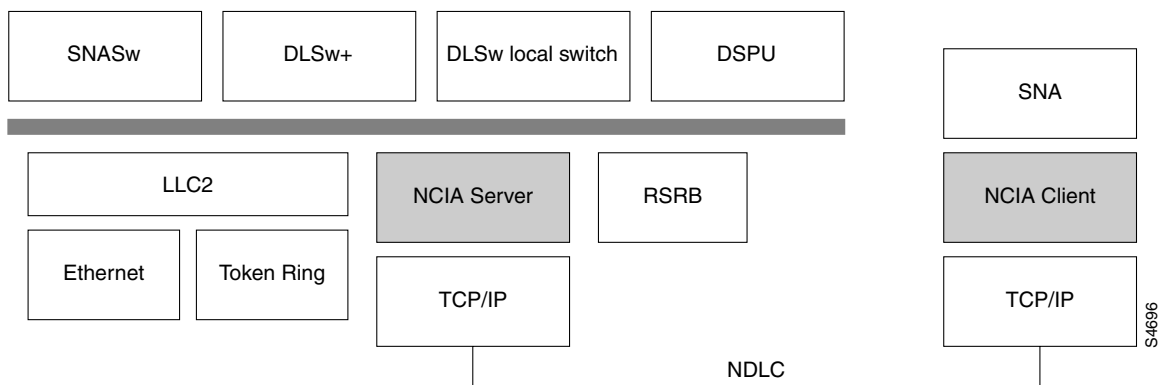 SNASw
DLSw+
DLSw local switch
DSPU
SNA
LLC2
NCIA Server
RSRB
NCIA Client
Ethernet
Token Ring
TCP/IP
TCP/IP
S4696
NDLC